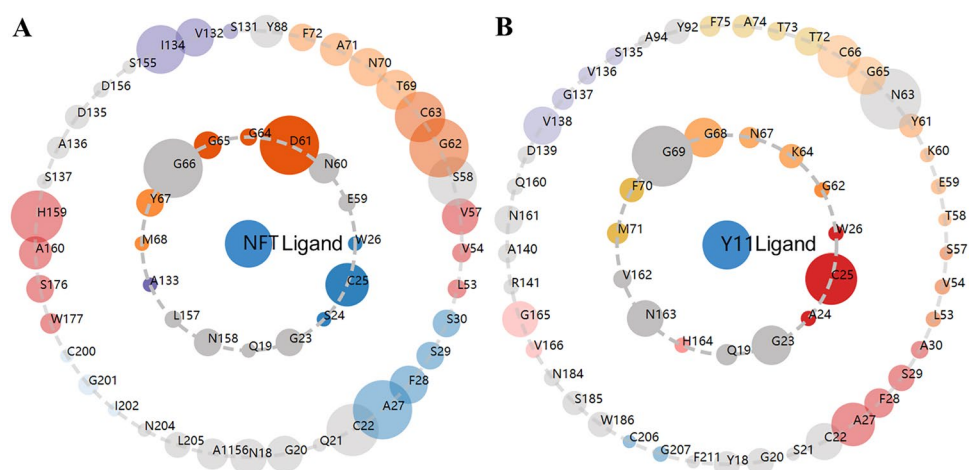 A
S131
Y88
F72
V132
I134
A71
S155
N70
D156
T69
D135
C63
A136
G62
S137
S58
H159
V57
A160
V54
S176
L53
W177
S30
C200
S29
G201
F28
I202
A27
N204
C22
L205
Q21
A1156
N18
G20
G64
G65
D61
G66
N60
Y67
E59
M68
W26
A133
C25
L157
S24
N158
G23
Q19
NFT Ligand
B
F75
A74
T73
Y92
T72
A94
C66
S135
G65
V136
N63
G137
Y61
V138
K60
D139
E59
Q160
T58
N161
S57
A140
V54
R141
L53
G165
A30
V166
S29
N184
F28
S185
A27
W186
C22
C206
S21
G207
G20
F211
Y18
G68
N67
G69
K64
F70
G62
M71
W26
V162
C25
N163
A24
H164
G23
Q19
Y11Ligand